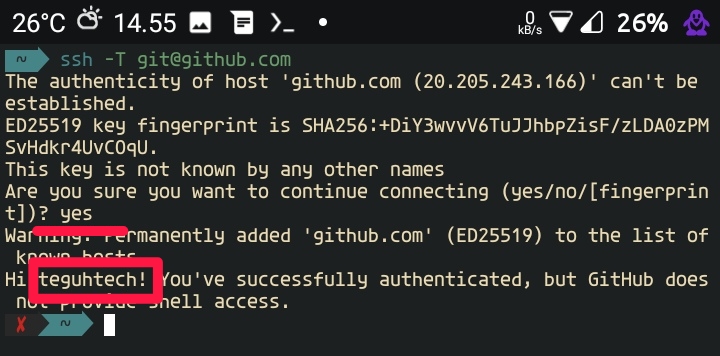 26°C 14.55 0 kB/s 26%
~ ssh -T git@github.com
The authenticity of host 'github.com (20.205.243.166)' can't be
established.
ED25519 key fingerprint is SHA256:+DiY3wvvV6TuJJhbpZisF/zLDA0zPM
SvHdkr4UvCOqU.
This key is not known by any other names
Are you sure you want to continue connecting (yes/no/[fingerprin
t])? yes
Warning: Permanently added 'github.com' (ED25519) to the list of
known hosts.
Hi teguhtech! You've successfully authenticated, but GitHub does
not provide shell access.
✗ ~